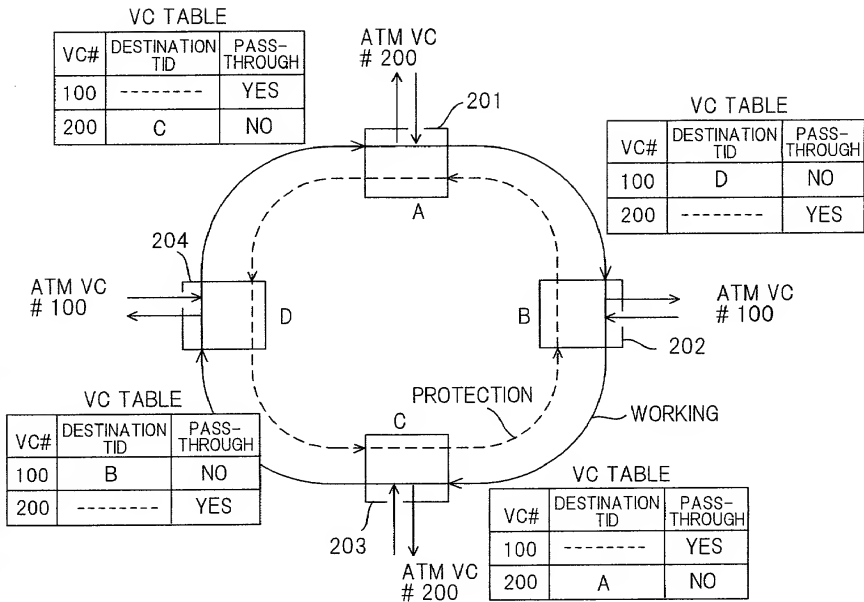 VC TABLE
VC# DESTINATION TID PASS-THROUGH
100 -------- YES
200 C NO
ATM VC
# 200
201
VC TABLE
VC# DESTINATION TID PASS-THROUGH
100 D NO
200 -------- YES
A
204
ATM VC
# 100
D
B
ATM VC
# 100
202
PROTECTION
WORKING
C
203
ATM VC
# 200
VC TABLE
VC# DESTINATION TID PASS-THROUGH
100 B NO
200 -------- YES
VC TABLE
VC# DESTINATION TID PASS-THROUGH
100 -------- YES
200 A NO